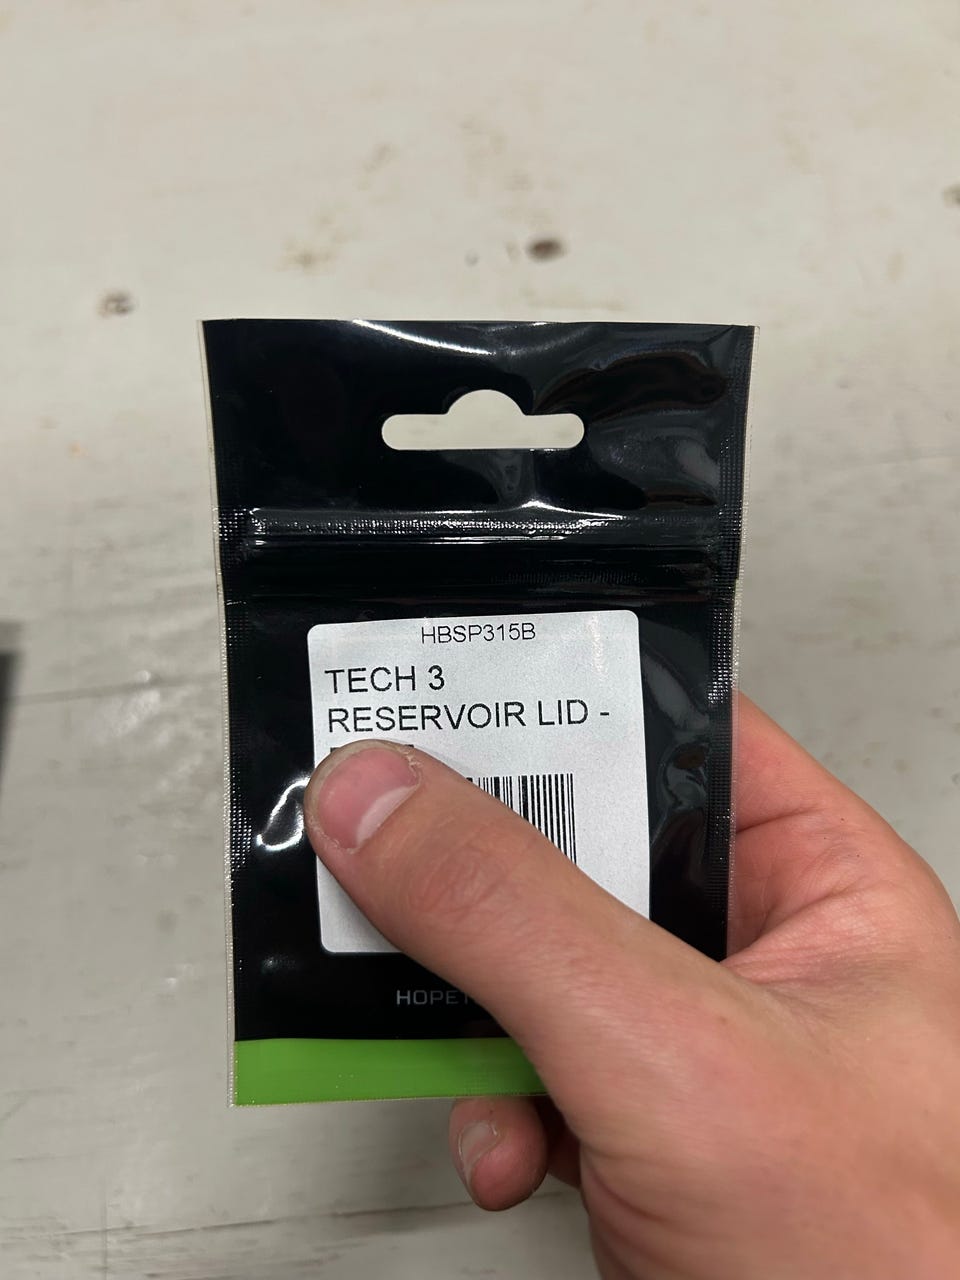 HBSP315B
TECH 3
RESERVOIR LID -
HOPET